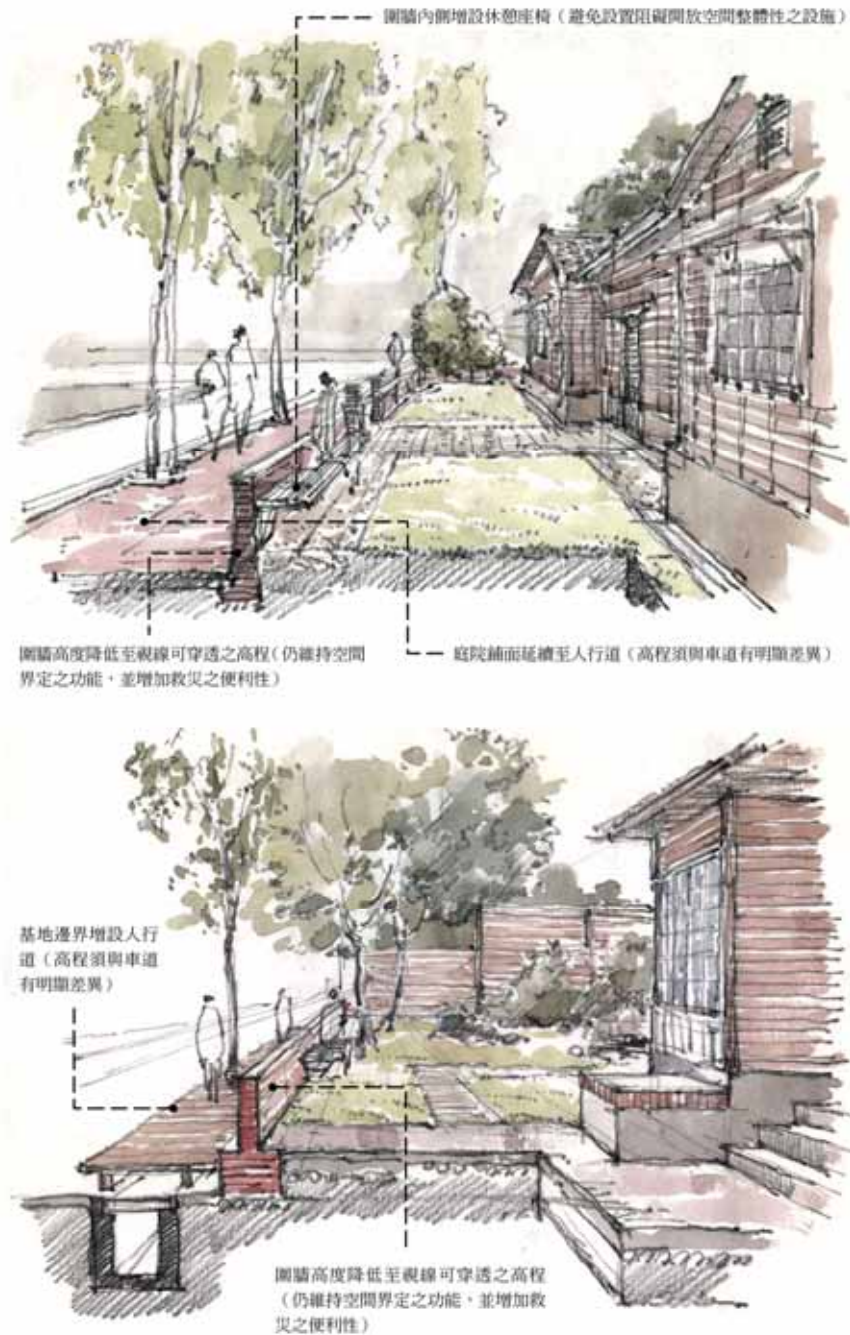 圍牆內側增設休憩座椅（避免設置阻礙開放空間整體性之設施）
圍牆高度降低至視線可穿透之高程（仍維持空間
界定之功能，並增加救災之便利性）
庭院鋪面延續至人行道（高程須與車道有明顯差異）
基地邊界增設人行
道（高程須與車道
有明顯差異）
圍牆高度降低至視線可穿透之高程
（仍維持空間界定之功能，並增加救
災之便利性）